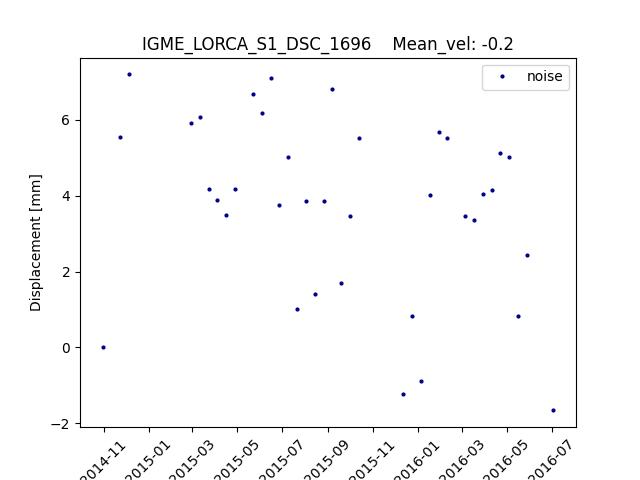 IGME_LORCA_S1_DSC_1696    Mean_vel: -0.2
noise
Displacement [mm]
6
4
2
0
−2
2014-11 2015-01 2015-03 2015-05 2015-07 2015-09 2015-11 2016-01 2016-03 2016-05 2016-07